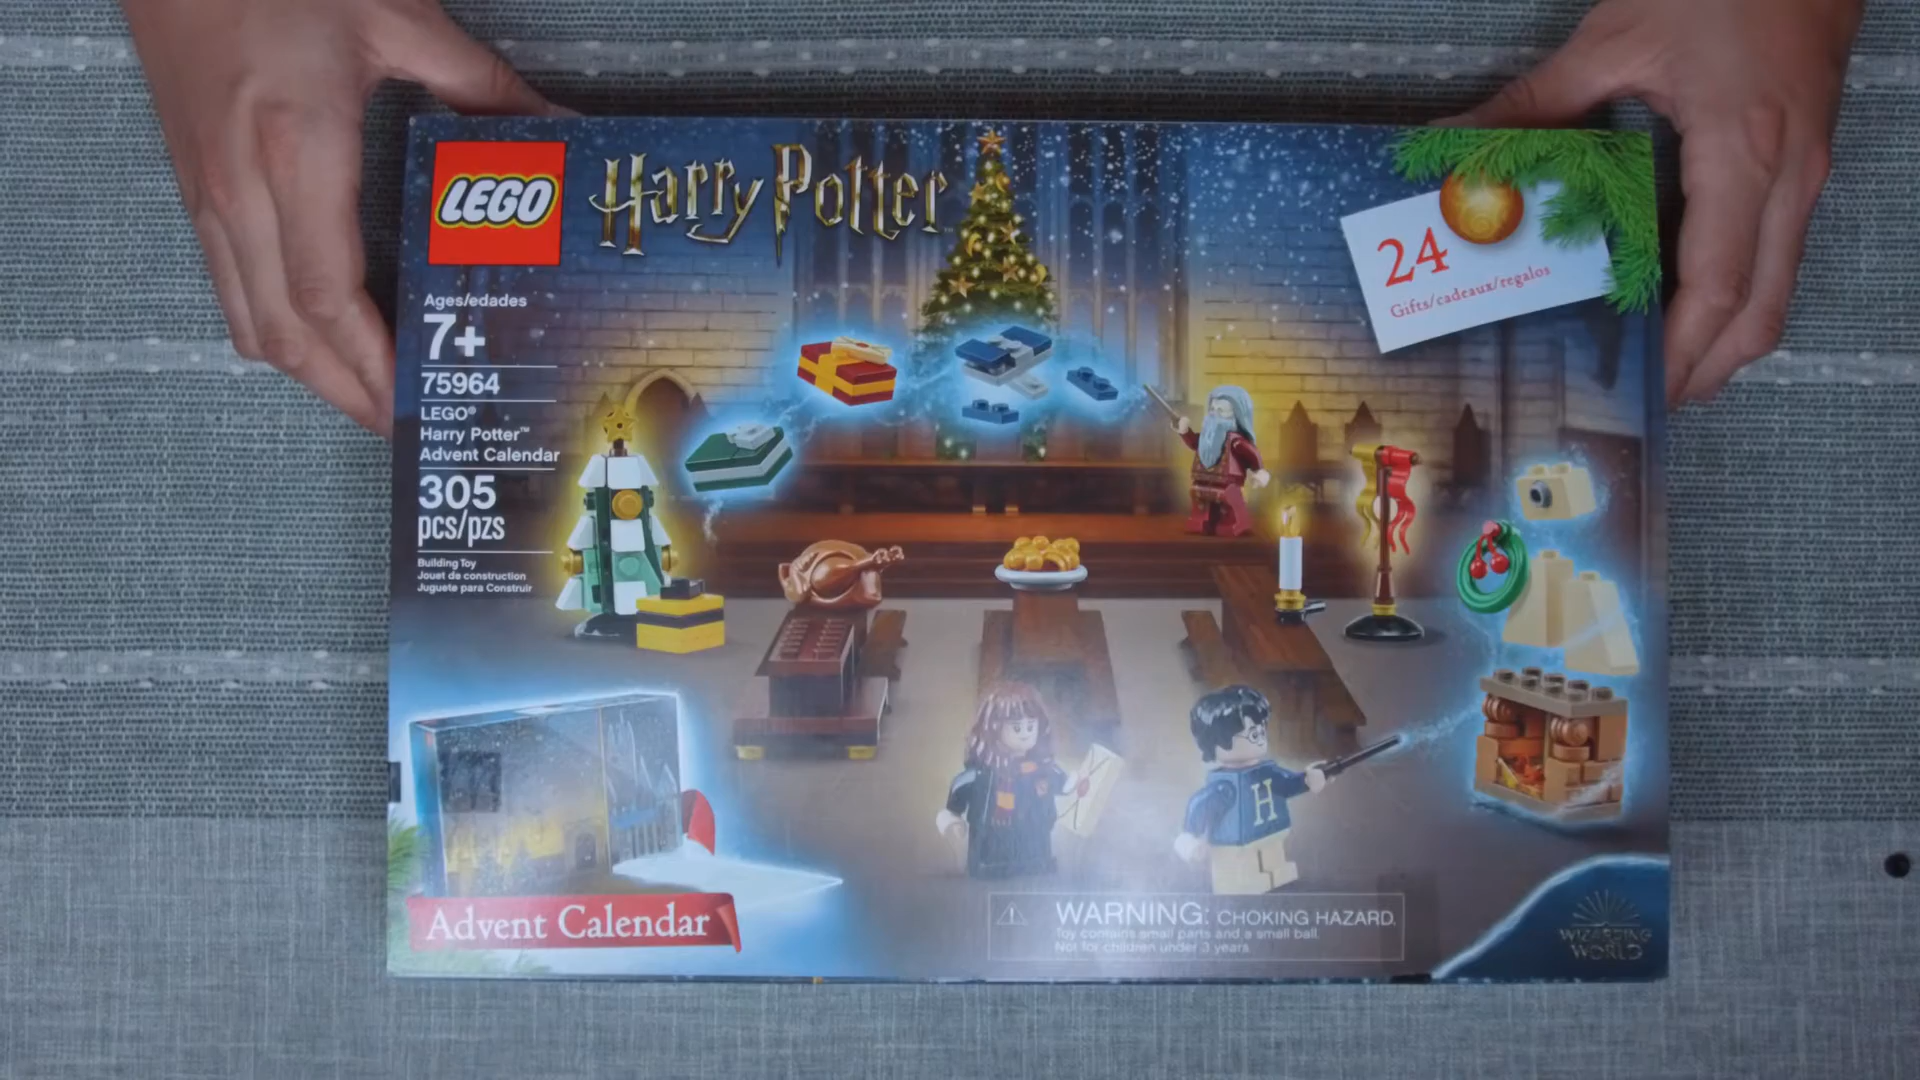 LEGO
Harry Potter™
24
Gifts/cadeaux/regalos
Ages/edades
7+
75964
LEGO®
Harry Potter™
Advent Calendar
305
pcs/pzs
Building Toy
Jouet de construction
Juguete para Construir
H
Advent Calendar
WARNING: CHOKING HAZARD.
Toy contains small parts and a small ball.
Not for children under 3 years.
WIZARDING
WORLD